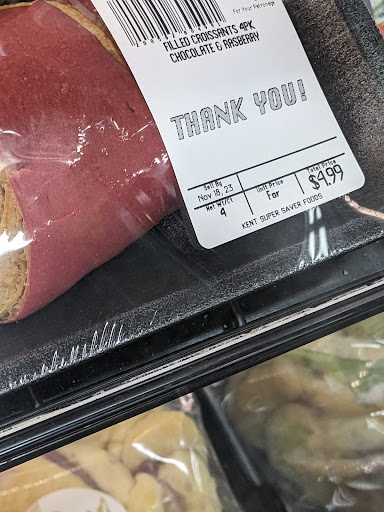 For Your Patronage
FILLED CROISSANTS 4PK
CHOCOLATE & RASBERRY
THANK YOU!
Sell By
Nov 18, 23
Unit Price
Total Price
Net Wt/Ct
4
For
$4.99
KENT SUPER SAVER FOODS